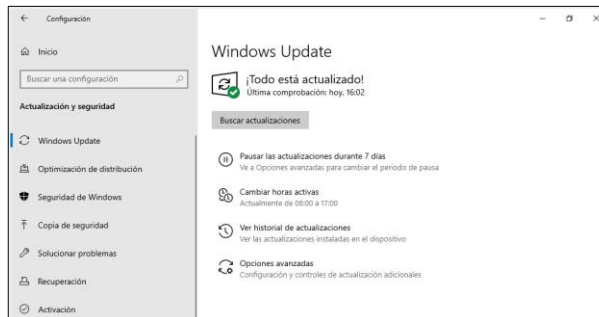 Configuración
Inicio
Buscar una configuración
Actualización y seguridad
Windows Update
Optimización de distribución
Seguridad de Windows
Copia de seguridad
Solucionar problemas
Recuperación
Activación
Windows Update
¡Todo está actualizado!
Última comprobación: hoy, 16:02
Buscar actualizaciones
Pausar las actualizaciones durante 7 días
Ve a Opciones avanzadas para cambiar el periodo de pausa
Cambiar horas activas
Actualmente de 08:00 a 17:00
Ver historial de actualizaciones
Ver las actualizaciones instaladas en el dispositivo
Opciones avanzadas
Configuración y controles de actualización adicionales